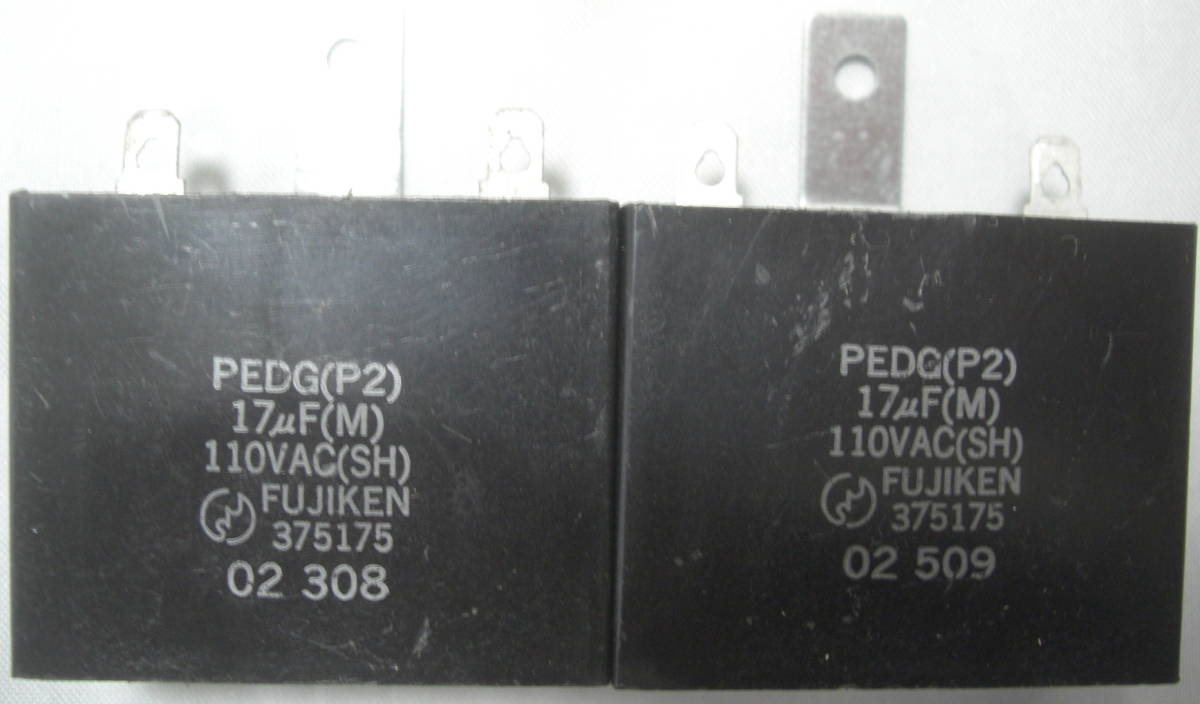 PEDG(P2)
17μF(M)
110VAC(SH)
FUJIKEN
375175
02 308
PEDG(P2)
17μF(M)
110VAC(SH)
FUJIKEN
375175
02 509